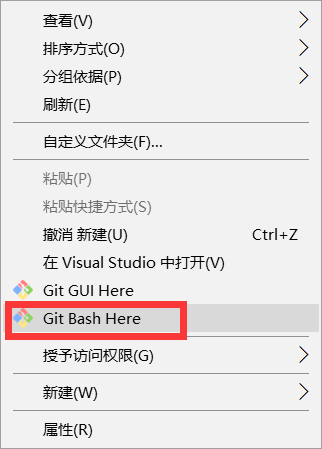 查看(V)
排序方式(O)
分组依据(P)
刷新(E)
自定义文件夹(F)...
粘贴(P)
粘贴快捷方式(S)
撤消 新建(U) Ctrl+Z
在 Visual Studio 中打开(V)
Git GUI Here
Git Bash Here
授予访问权限(G)
新建(W)
属性(R)